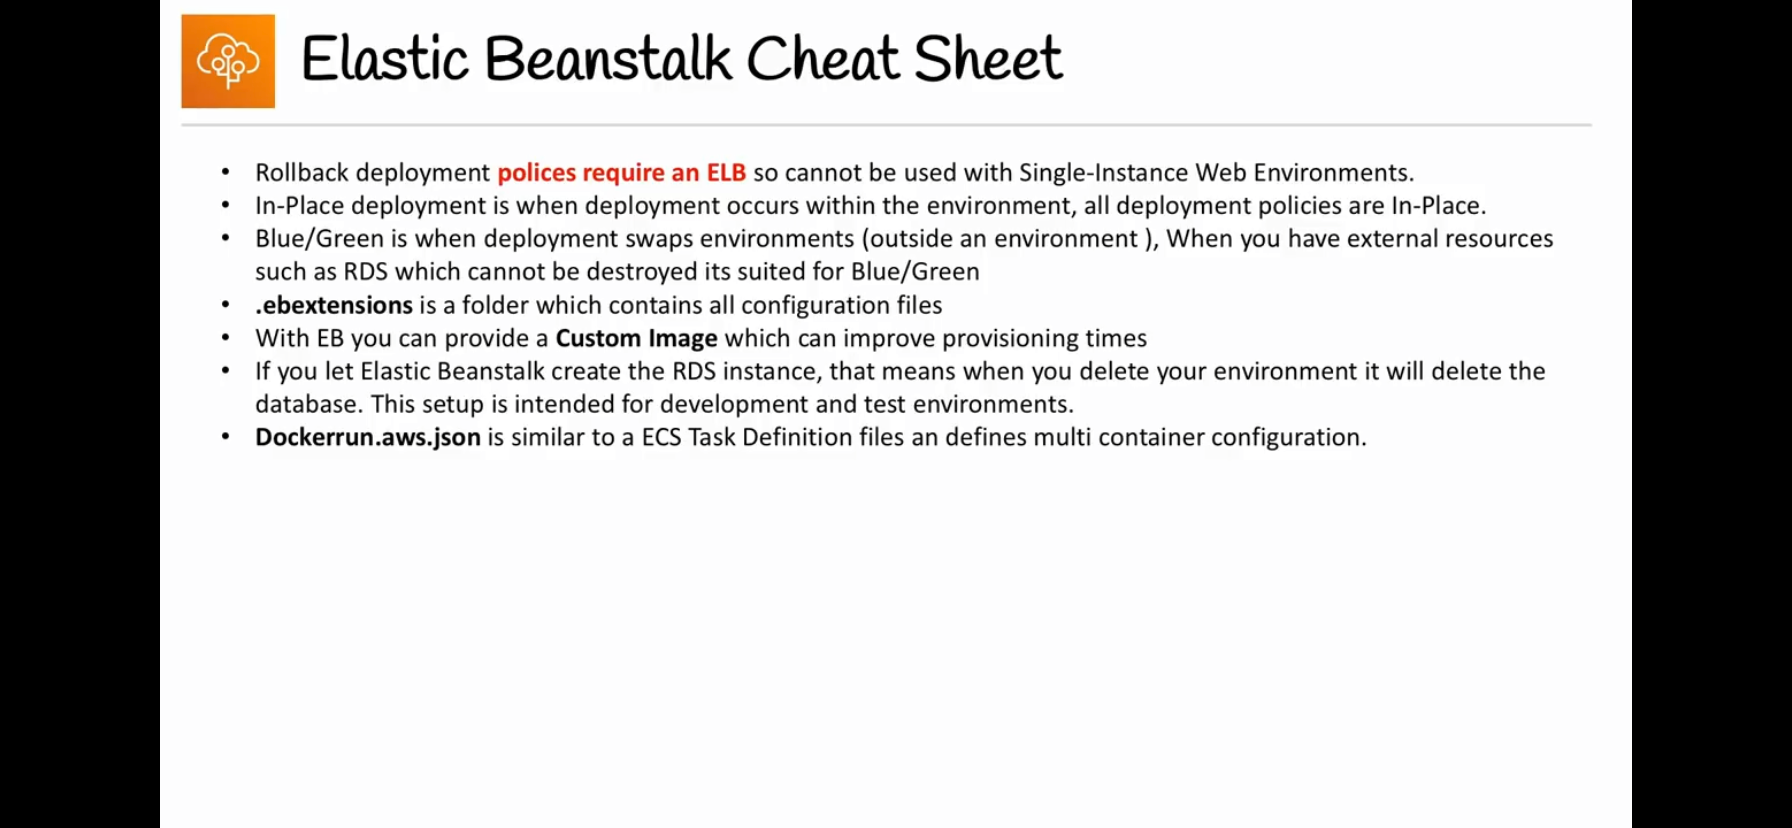 Elastic Beanstalk Cheat Sheet
• Rollback deployment polices require an ELB so cannot be used with Single-Instance Web Environments.
• In-Place deployment is when deployment occurs within the environment, all deployment policies are In-Place.
• Blue/Green is when deployment swaps environments (outside an environment ), When you have external resources
such as RDS which cannot be destroyed its suited for Blue/Green
• .ebextensions is a folder which contains all configuration files
• With EB you can provide a Custom Image which can improve provisioning times
• If you let Elastic Beanstalk create the RDS instance, that means when you delete your environment it will delete the
database. This setup is intended for development and test environments.
• Dockerrun.aws.json is similar to a ECS Task Definition files an defines multi container configuration.